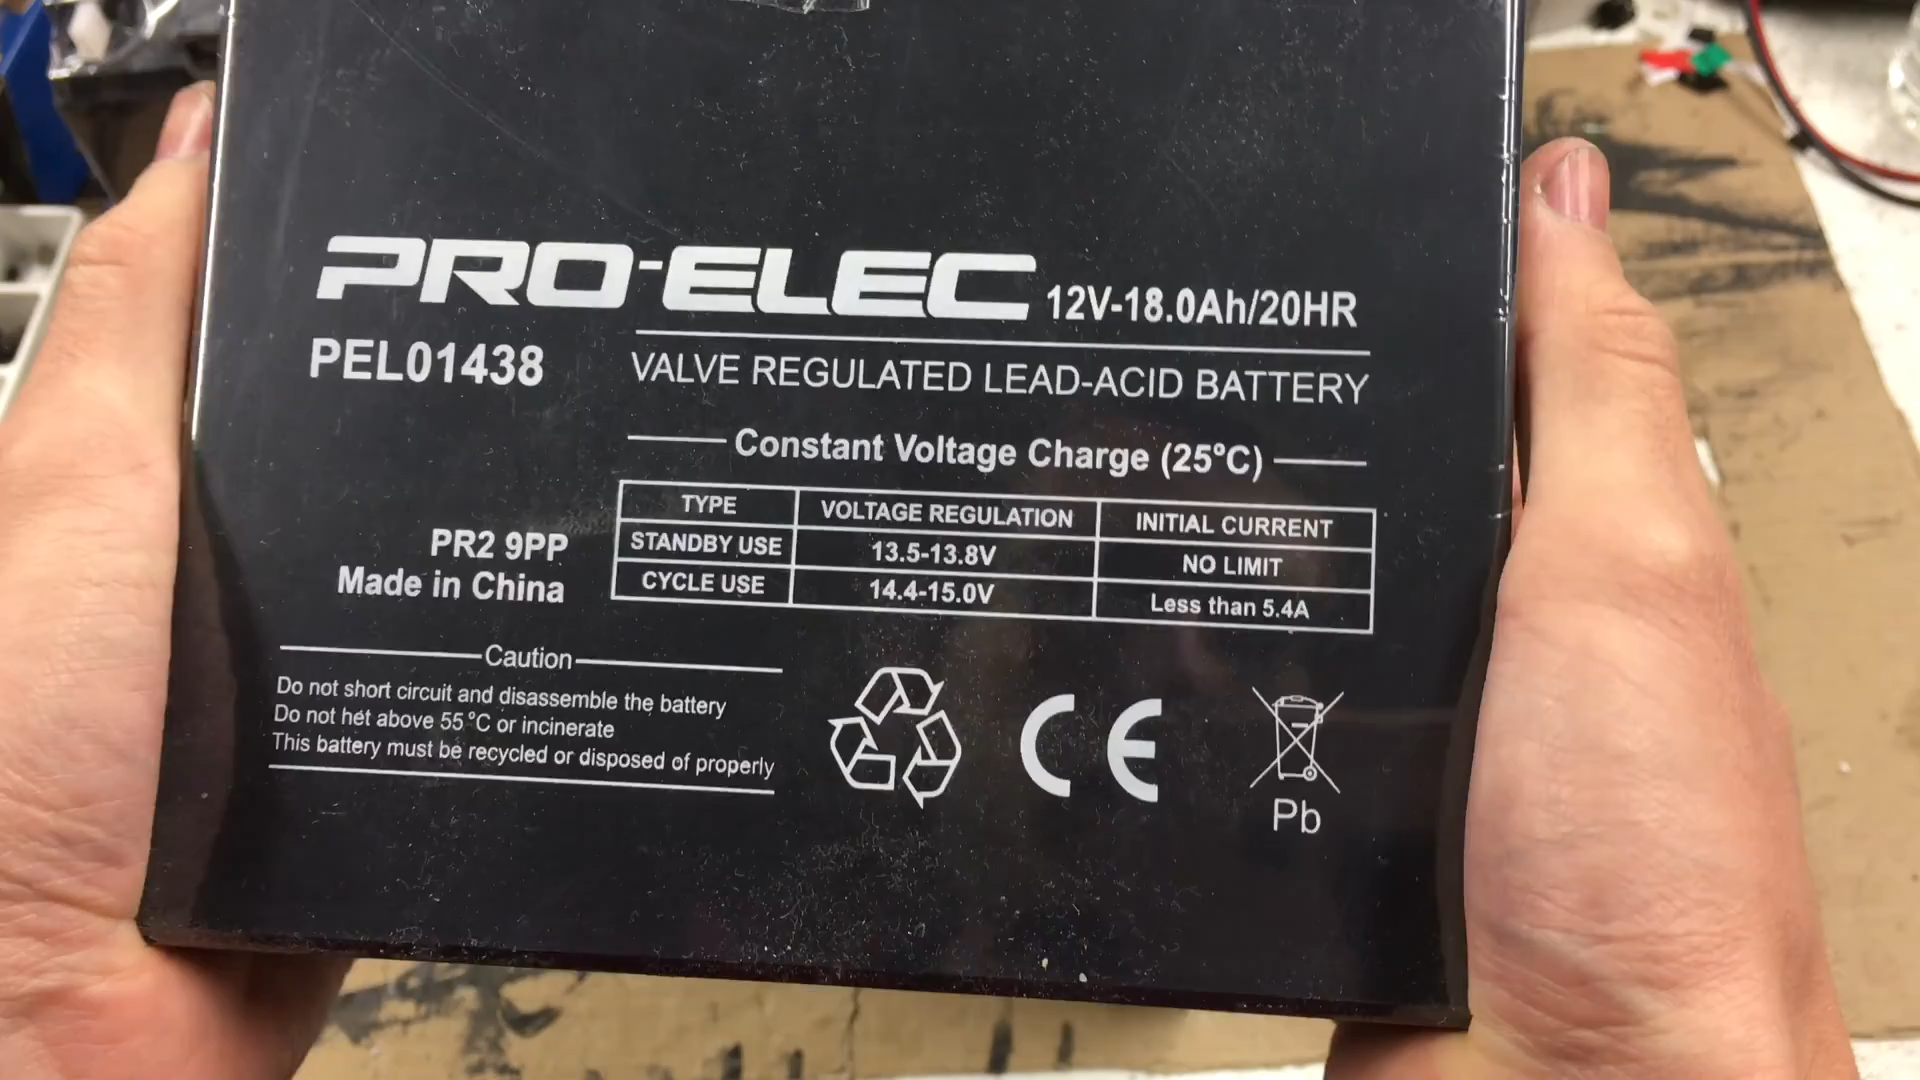 PRO-ELEC 12V-18.0Ah/20HR
PEL01438
VALVE REGULATED LEAD-ACID BATTERY
Constant Voltage Charge (25°C)
TYPE VOLTAGE REGULATION INITIAL CURRENT
STANDBY USE 13.5-13.8V NO LIMIT
CYCLE USE 14.4-15.0V Less than 5.4A
PR2 9PP
Made in China
Caution
Do not short circuit and disassemble the battery
Do not het above 55°C or incinerate
This battery must be recycled or disposed of properly
CE
Pb